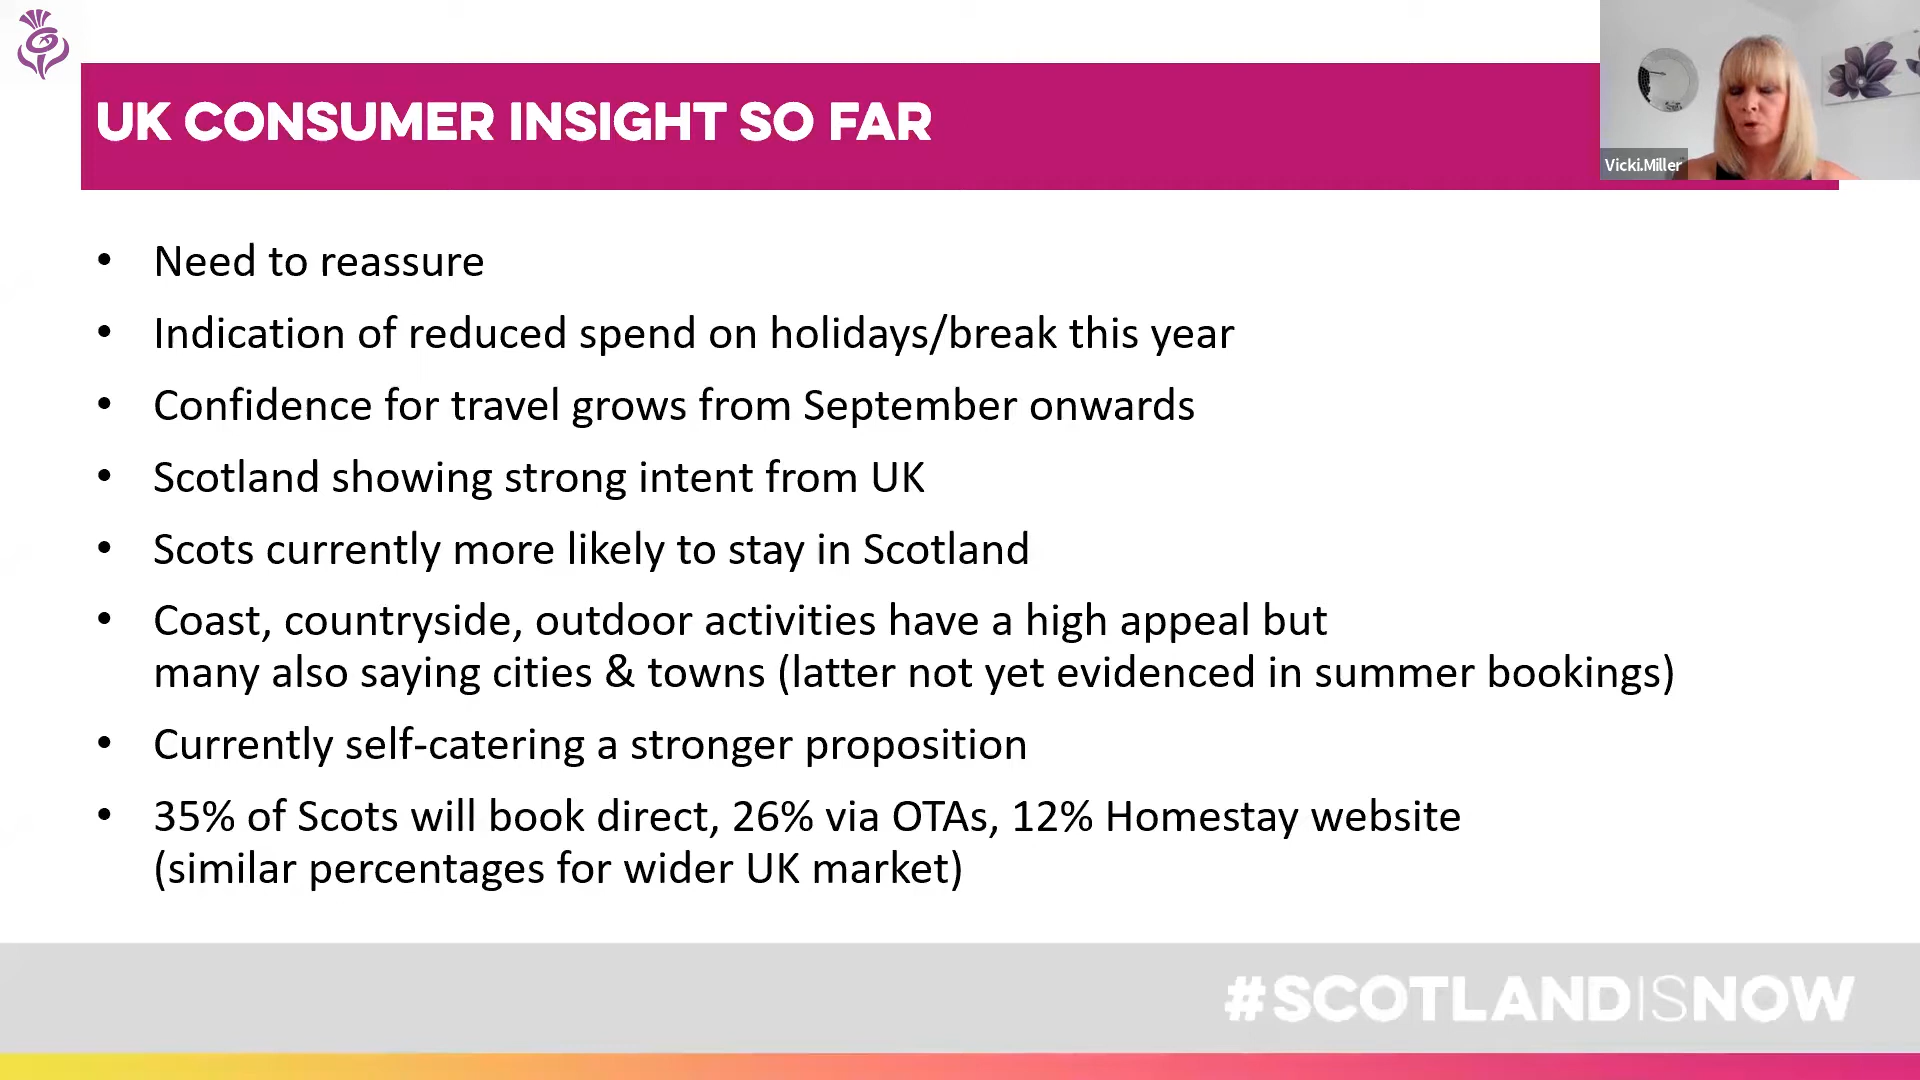 UK CONSUMER INSIGHT SO FAR
Vicki.Miller
• Need to reassure
• Indication of reduced spend on holidays/break this year
• Confidence for travel grows from September onwards
• Scotland showing strong intent from UK
• Scots currently more likely to stay in Scotland
• Coast, countryside, outdoor activities have a high appeal but
many also saying cities & towns (latter not yet evidenced in summer bookings)
• Currently self-catering a stronger proposition
• 35% of Scots will book direct, 26% via OTAs, 12% Homestay website
(similar percentages for wider UK market)
#SCOTLANDISNOW